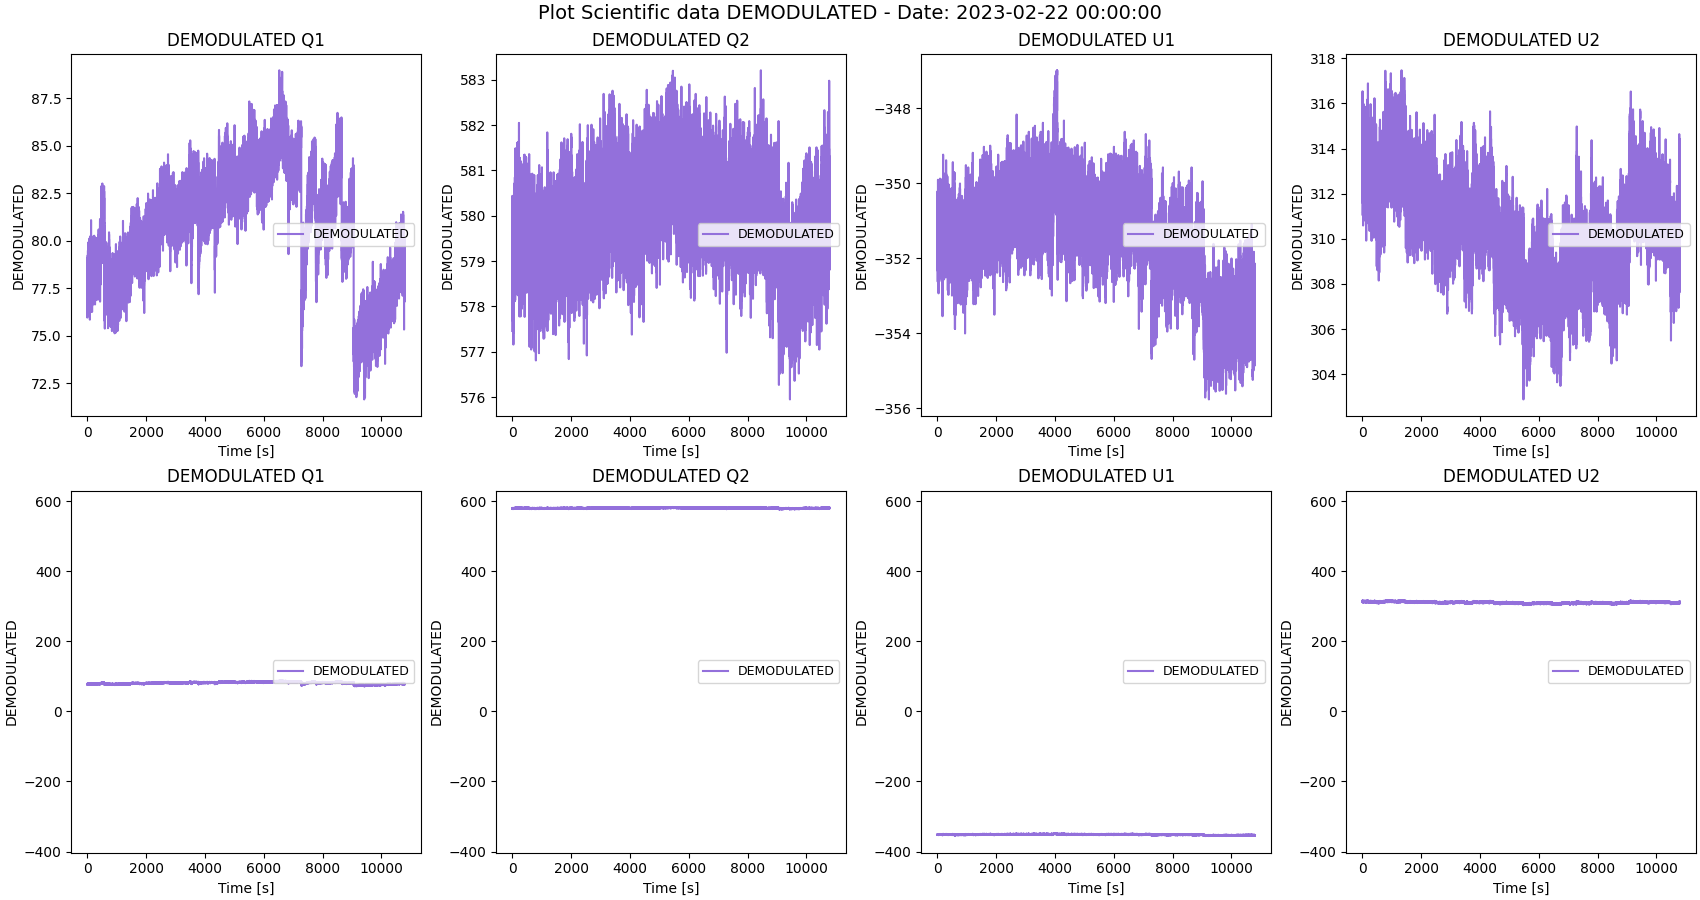 Plot Scientific data DEMODULATED - Date: 2023-02-22 00:00:00
DEMODULATED Q1
DEMODULATED
87.5
85.0
82.5
80.0
77.5
75.0
72.5
DEMODULATED
0 2000 4000 6000 8000 10000
Time [s]
DEMODULATED Q2
DEMODULATED
583
582
581
580
579
578
577
576
DEMODULATED
0 2000 4000 6000 8000 10000
Time [s]
DEMODULATED U1
DEMODULATED
−348
−350
−352
−354
−356
DEMODULATED
0 2000 4000 6000 8000 10000
Time [s]
DEMODULATED U2
DEMODULATED
318
316
314
312
310
308
306
304
DEMODULATED
0 2000 4000 6000 8000 10000
Time [s]
DEMODULATED Q1
DEMODULATED
600
400
200
0
−200
−400
DEMODULATED
0 2000 4000 6000 8000 10000
Time [s]
DEMODULATED Q2
DEMODULATED
600
400
200
0
−200
−400
DEMODULATED
0 2000 4000 6000 8000 10000
Time [s]
DEMODULATED U1
DEMODULATED
600
400
200
0
−200
−400
DEMODULATED
0 2000 4000 6000 8000 10000
Time [s]
DEMODULATED U2
DEMODULATED
600
400
200
0
−200
−400
DEMODULATED
0 2000 4000 6000 8000 10000
Time [s]